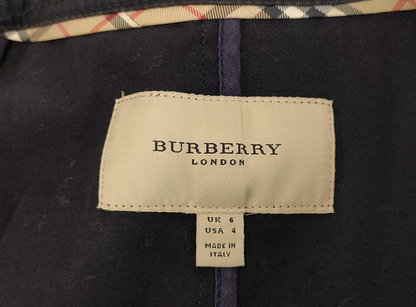 BURBERRY
LONDON
UK 6
USA 4
MADE IN
ITALY